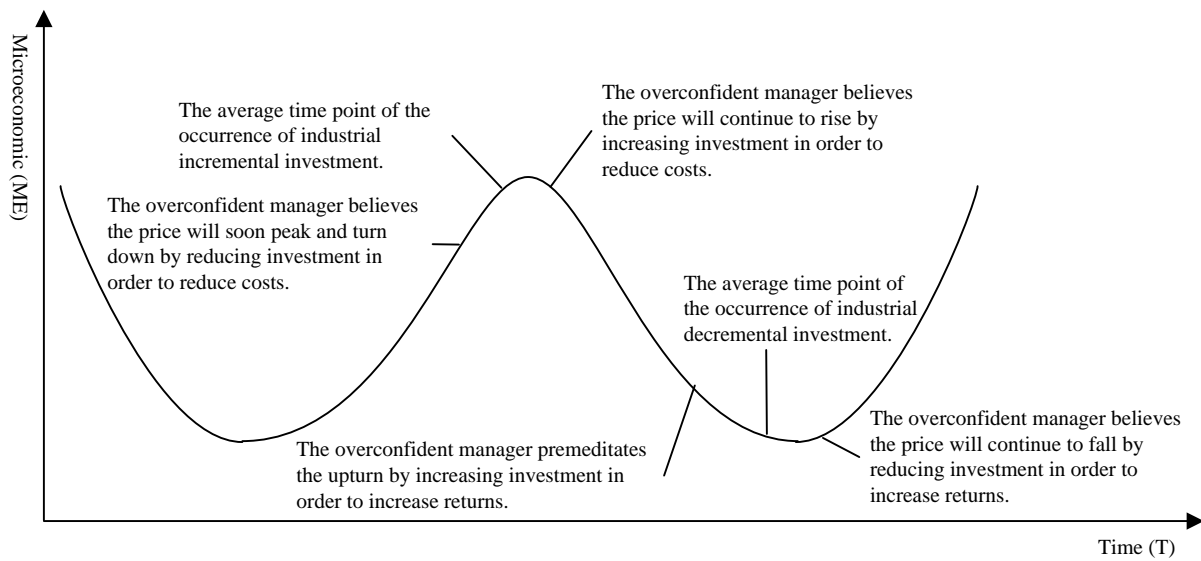 Microeconomic (ME)
The average time point of the
occurrence of industrial
incremental investment.
The overconfident manager believes
the price will continue to rise by
increasing investment in order to
reduce costs.
The overconfident manager believes
the price will soon peak and turn
down by reducing investment in
order to reduce costs.
The average time point of
the occurrence of industrial
decremental investment.
The overconfident manager premeditates
the upturn by increasing investment in
order to increase returns.
The overconfident manager believes
the price will continue to fall by
reducing investment in order to
increase returns.
Time (T)